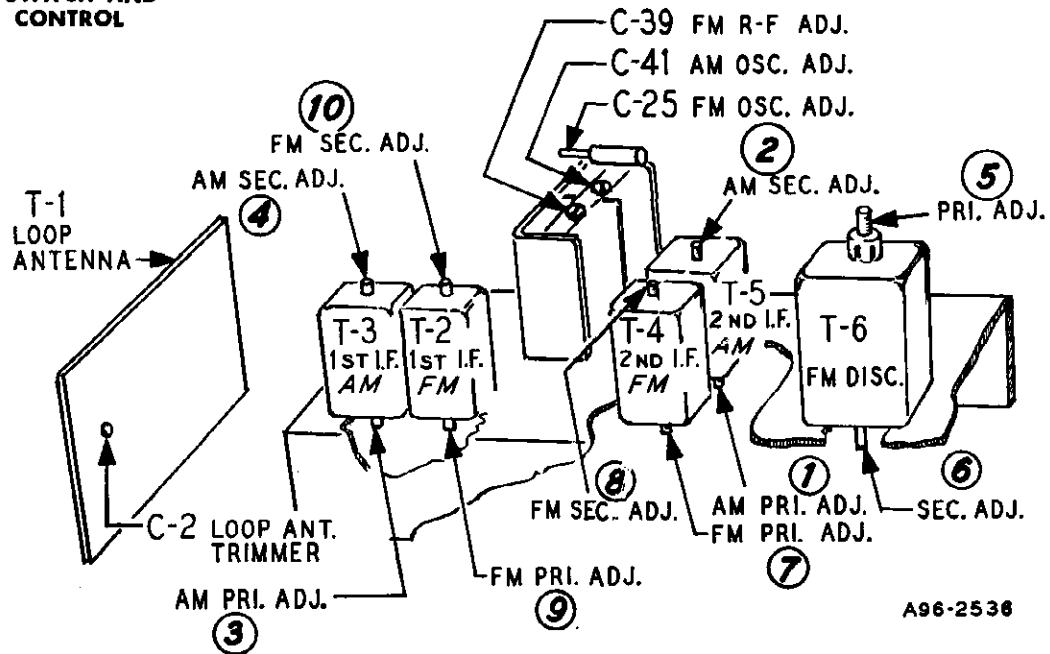 CONTROL
C-39 FM R-F ADJ.
C-41 AM OSC. ADJ.
C-25 FM OSC. ADJ.
10
FM SEC. ADJ.
2
AM SEC. ADJ.
AM SEC. ADJ.
4
5
PRI. ADJ.
T-1
LOOP
ANTENNA
T-3
1ST I.F.
AM
T-2
1ST I.F.
FM
T-4
2ND I.F.
FM
T-5
2ND I.F.
AM
T-6
FM DISC.
C-2 LOOP ANT.
TRIMMER
8
FM SEC. ADJ.
1
AM PRI. ADJ.
FM PRI. ADJ.
7
6
SEC. ADJ.
AM PRI. ADJ.
3
FM PRI. ADJ.
9
A96-2536